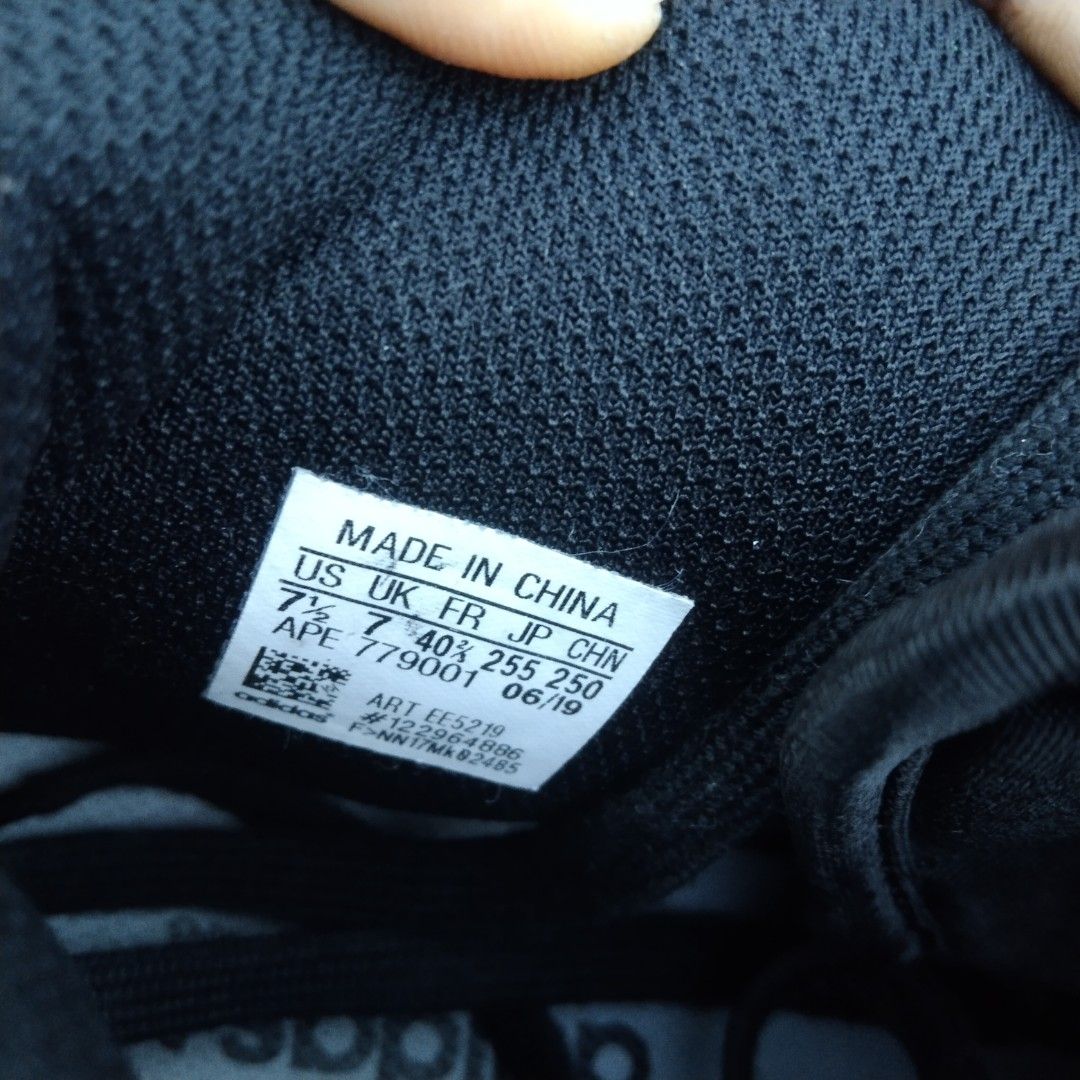 MADE IN CHINA
US UK FR JP CHN
7½ 7 40⅔ 255 250
APE 779001 06/19
adidas
ART EE5219
#122964886
F>NN17MK02485